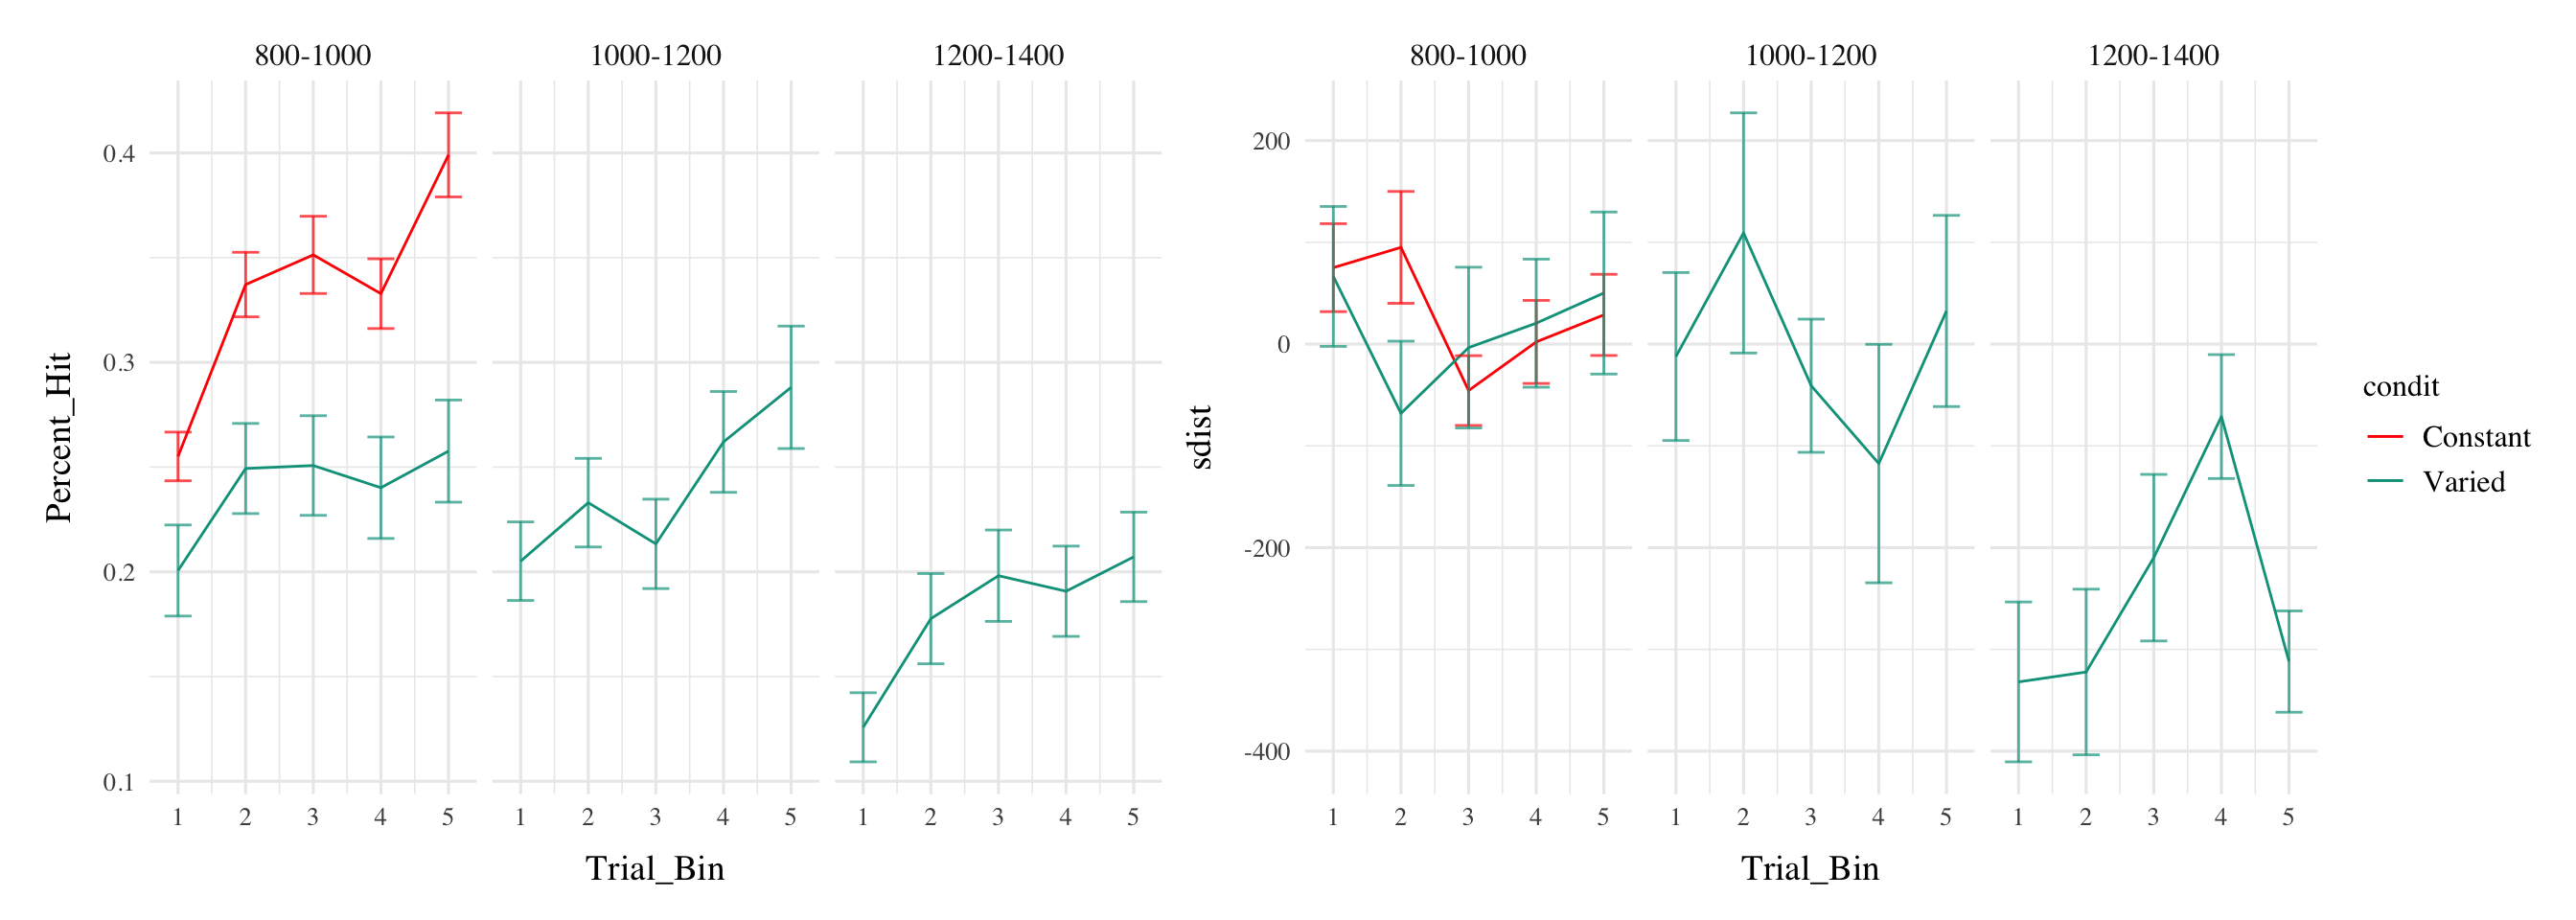 800-1000
1000-1200
1200-1400
0.4
0.3
0.2
0.1
Percent_Hit
1 2 3 4 5
1 2 3 4 5
1 2 3 4 5
Trial_Bin
800-1000
1000-1200
1200-1400
200
0
-200
-400
sdist
1 2 3 4 5
1 2 3 4 5
1 2 3 4 5
Trial_Bin
condit
Constant
Varied